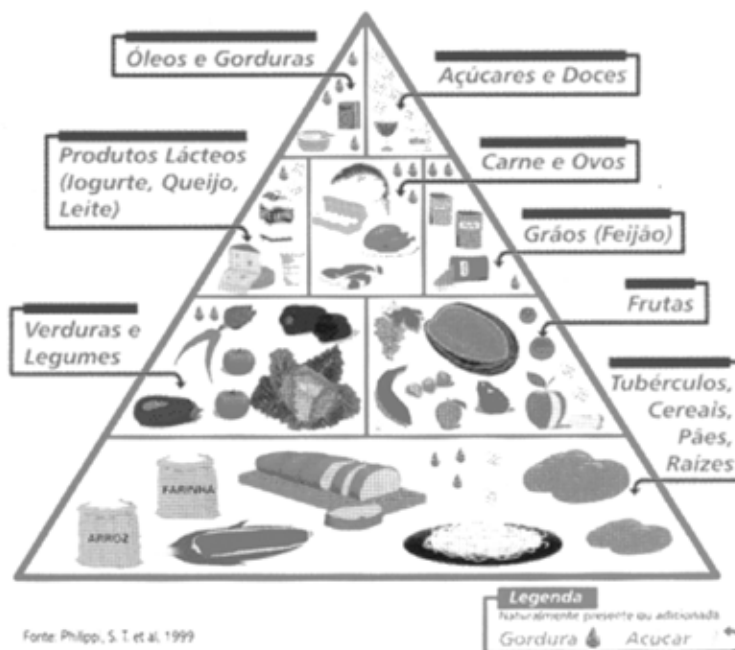 Óleos e Gorduras
Açúcares e Doces
Produtos Lácteos
(Iogurte, Queijo,
Leite)
Carne e Ovos
Grãos (Feijão)
Verduras e
Legumes
Frutas
Tubérculos,
Cereais,
Pães,
Raízes
FARINHA
ARROZ
Legenda
Naturalmente presente ou adicionada
Gordura Acucar
Fonte: Philippi, S. T. et al, 1999